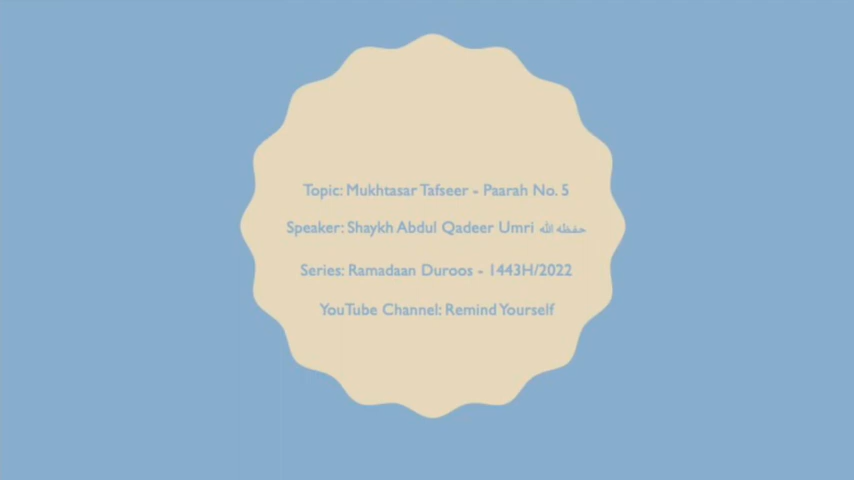 Topic: Mukhtasar Tafseer - Paarah No. 5
Speaker: Shaykh Abdul Qadeer Umri حفظه الله
Series: Ramadaan Duroos - 1443H/2022
YouTube Channel: Remind Yourself